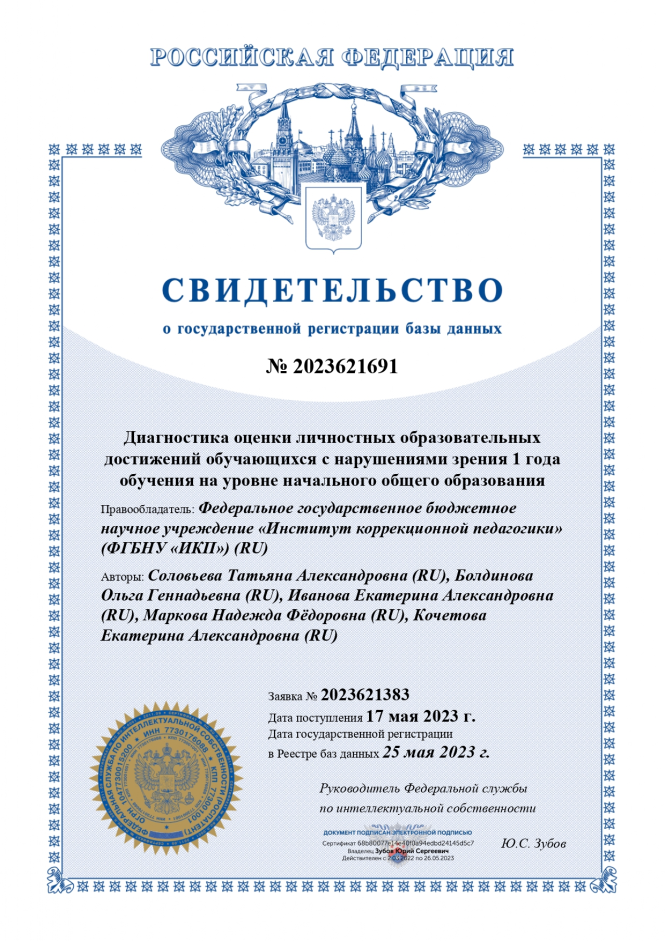 РОССИЙСКАЯ ФЕДЕРАЦИЯ
СВИДЕТЕЛЬСТВО
о государственной регистрации базы данных
№ 2023621691
Диагностика оценки личностных образовательных
достижений обучающихся с нарушениями зрения 1 года
обучения на уровне начального общего образования
Правообладатель: Федеральное государственное бюджетное
научное учреждение «Институт коррекционной педагогики»
(ФГБНУ «ИКП») (RU)
Авторы: Соловьева Татьяна Александровна (RU), Болдинова
Ольга Геннадьевна (RU), Иванова Екатерина Александровна
(RU), Маркова Надежда Фёдоровна (RU), Кочетова
Екатерина Александровна (RU)
Заявка № 2023621383
Дата поступления 17 мая 2023 г.
Дата государственной регистрации
в Реестре баз данных 25 мая 2023 г.
Руководитель Федеральной службы
по интеллектуальной собственности
ДОКУМЕНТ ПОДПИСАН ЭЛЕКТРОННОЙ ПОДПИСЬЮ
Сертификат
Владелец Зубов Юрий Сергеевич
Действителен с по 26.05.2023
Ю.С. Зубов
ФЕДЕРАЛЬНАЯ СЛУЖБА ПО ИНТЕЛЛЕКТУАЛЬНОЙ СОБСТВЕННОСТИ (РОСПАТЕНТ)
ОГРН 1047730015200 * ИНН 7730176088 * КПП